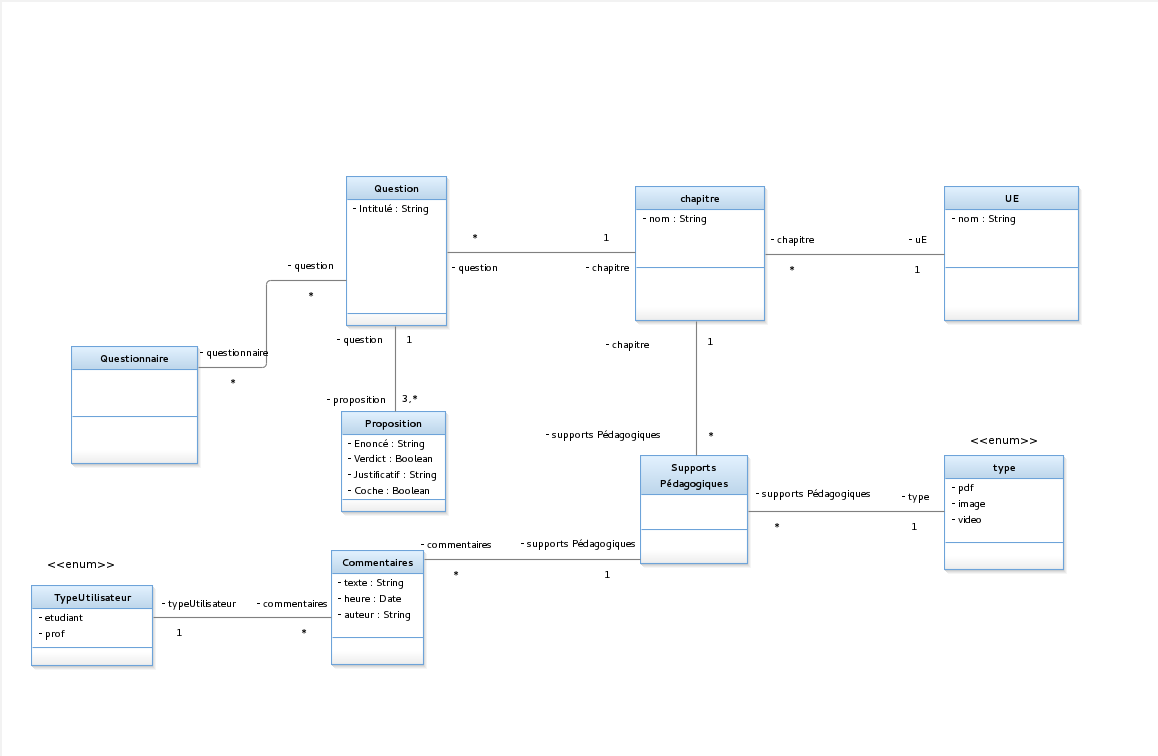 Question
- Intitulé : String
chapitre
- nom : String
UE
- nom : String
*
1
- question
- chapitre
- chapitre
- uE
*
1
- question
*
- questionnaire
*
Questionnaire
- question
1
- proposition
3,*
Proposition
- Enoncé : String
- Verdict : Boolean
- Justificatif : String
- Coche : Boolean
- chapitre
1
- supports Pédagogiques
*
Supports
Pédagogiques
<<enum>>
type
- pdf
- image
- video
- supports Pédagogiques
- type
*
1
- commentaires
- supports Pédagogiques
*
1
Commentaires
- texte : String
- heure : Date
- auteur : String
<<enum>>
TypeUtilisateur
- etudiant
- prof
- typeUtilisateur
- commentaires
1
*